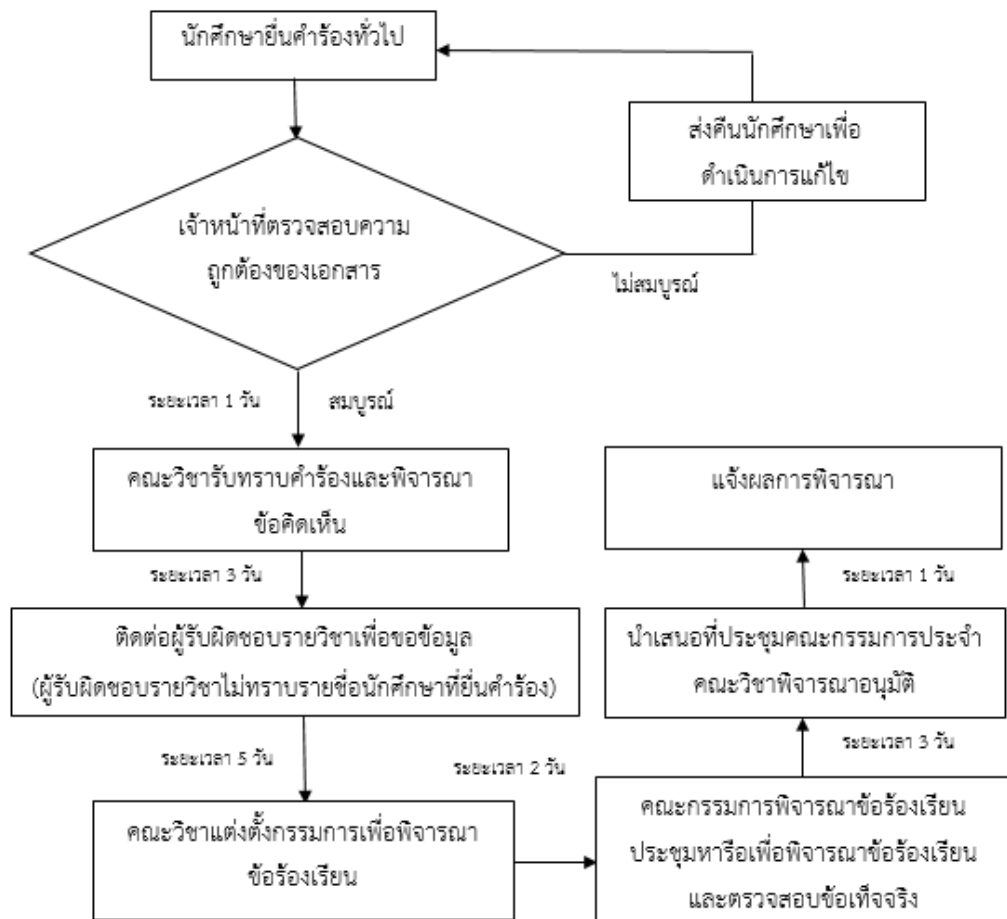 นักศึกษายื่นคำร้องทั่วไป
ส่งคืนนักศึกษาเพื่อ
ดำเนินการแก้ไข
เจ้าหน้าที่ตรวจสอบความ
ถูกต้องของเอกสาร
ไม่สมบูรณ์
ระยะเวลา 1 วัน
สมบูรณ์
คณะวิชารับทราบคำร้องและพิจารณา
ข้อคิดเห็น
ระยะเวลา 3 วัน
ติดต่อผู้รับผิดชอบรายวิชาเพื่อขอข้อมูล
(ผู้รับผิดชอบรายวิชาไม่ทราบรายชื่อนักศึกษาที่ยื่นคำร้อง)
ระยะเวลา 5 วัน
คณะวิชาแต่งตั้งกรรมการเพื่อพิจารณา
ข้อร้องเรียน
ระยะเวลา 2 วัน
คณะกรรมการพิจารณาข้อร้องเรียน
ประชุมหารือเพื่อพิจารณาข้อร้องเรียน
และตรวจสอบข้อเท็จจริง
ระยะเวลา 3 วัน
นำเสนอที่ประชุมคณะกรรมการประจำ
คณะวิชาพิจารณาอนุมัติ
ระยะเวลา 1 วัน
แจ้งผลการพิจารณา